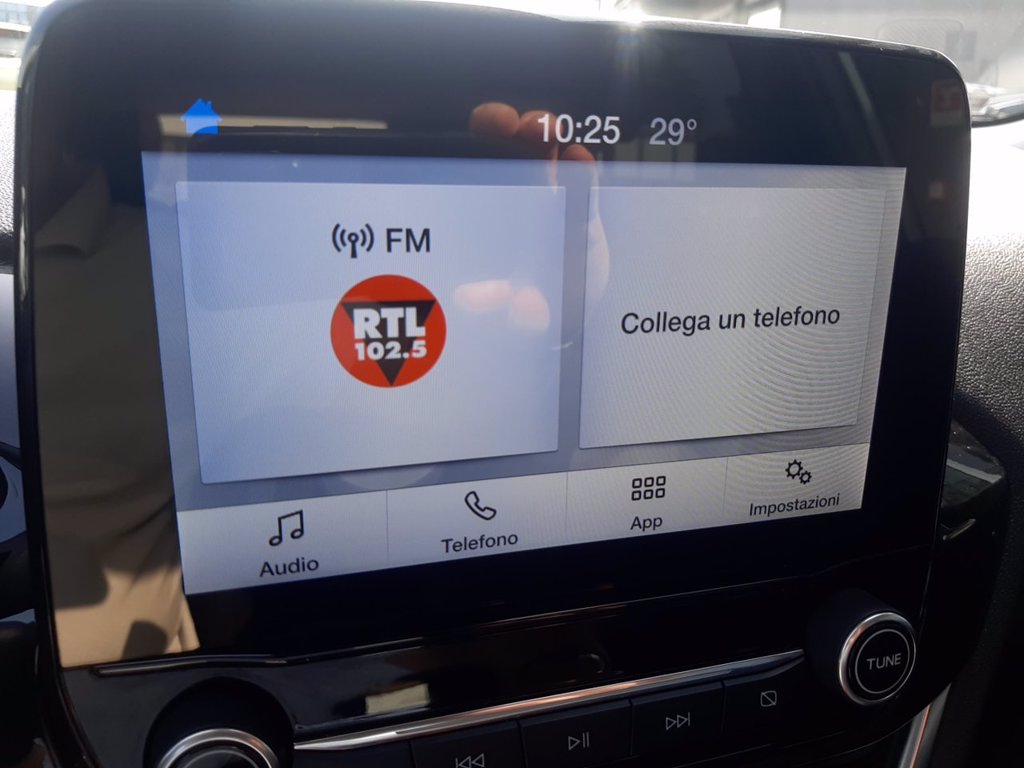 10:25 29°
FM
RTL
102.5
Collega un telefono
Audio
Telefono
App
Impostazioni
TUNE